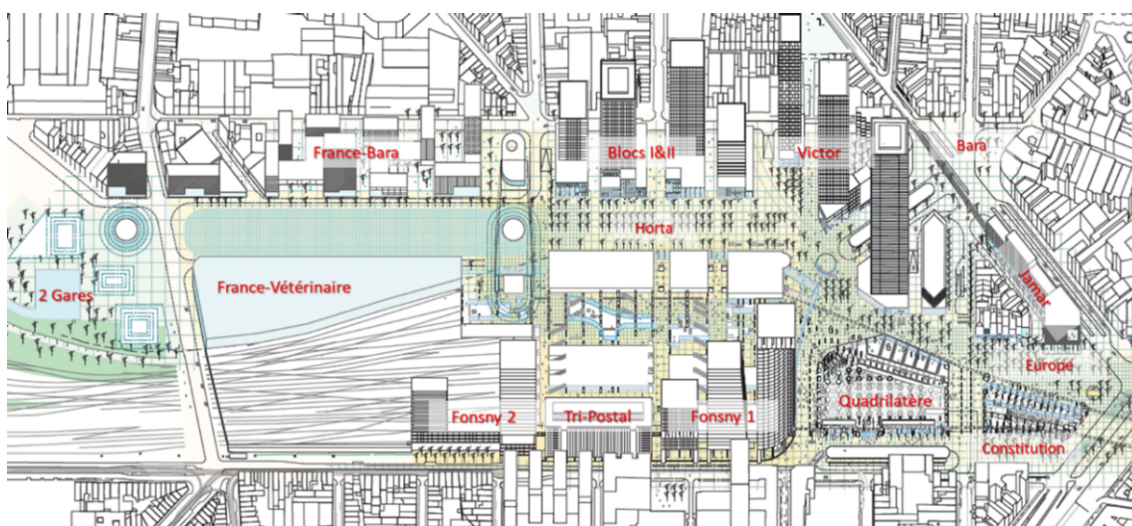 France-Bara
Blocs I&II
Victor
Bara
Horta
2 Gares
France-Vétérinaire
Jamar
Europe
Fonsny 2
Tri-Postal
Fonsny 1
Quadrilatère
Constitution